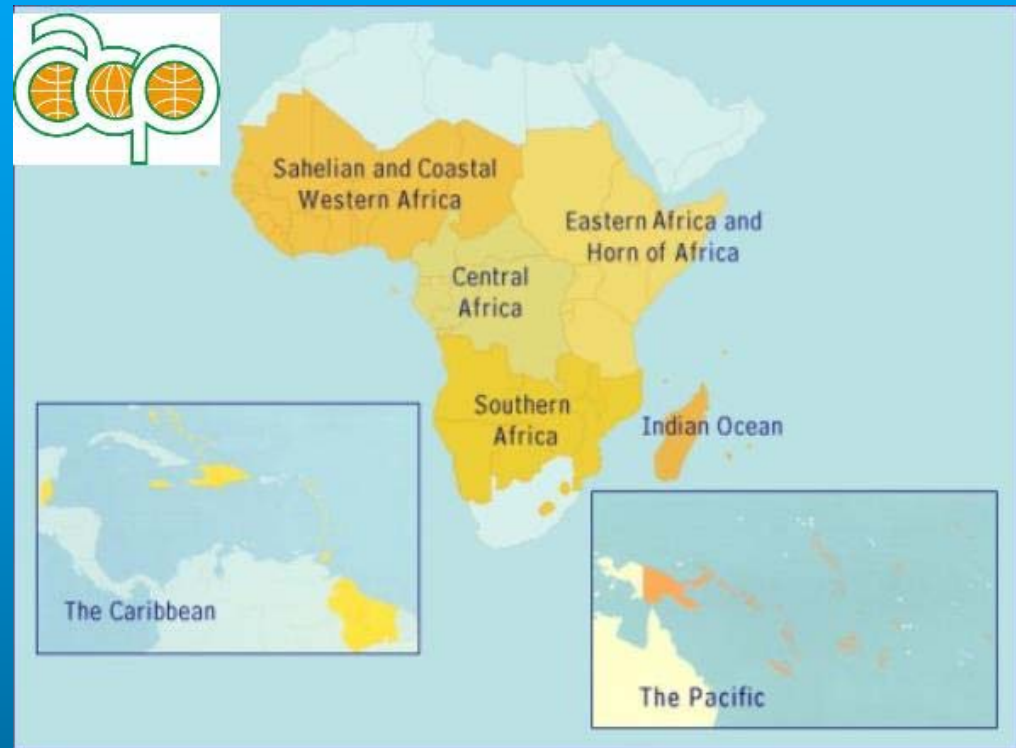 acp
Sahelian and Coastal
Western Africa
Eastern Africa and
Horn of Africa
Central
Africa
Southern
Africa
Indian Ocean
The Caribbean
The Pacific